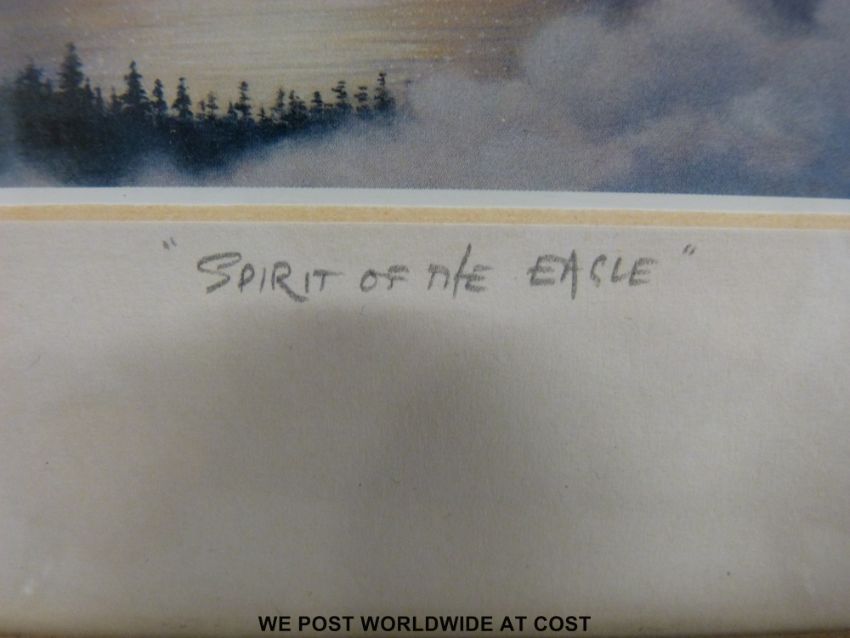 "SPIRIT OF THE EAGLE"
WE POST WORLDWIDE AT COST